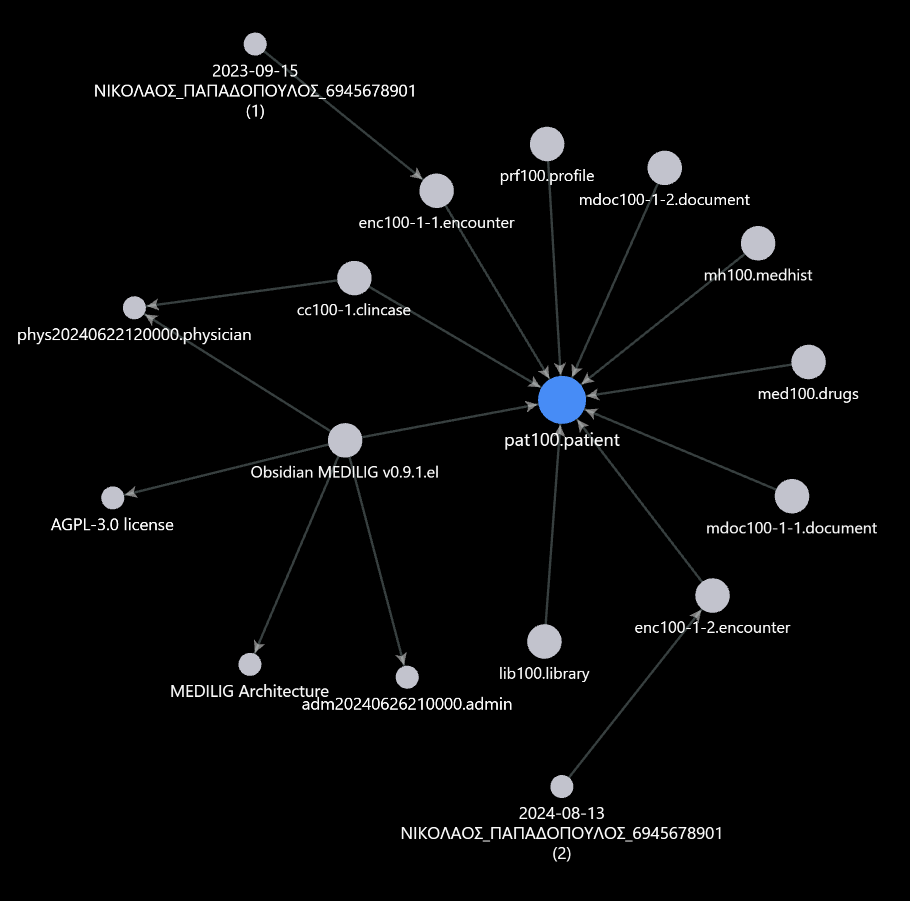 2023-09-15
ΝΙΚΟΛΑΟΣ_ΠΑΠΑΔΟΠΟΥΛΟΣ_6945678901
(1)
prf100.profile
mdoc100-1-2.document
enc100-1-1.encounter
mh100.medhist
cc100-1.clincase
phys20240622120000.physician
med100.drugs
pat100.patient
Obsidian MEDILIG v0.9.1.el
AGPL-3.0 license
mdoc100-1-1.document
enc100-1-2.encounter
lib100.library
MEDILIG Architecture
adm20240626210000.admin
2024-08-13
ΝΙΚΟΛΑΟΣ_ΠΑΠΑΔΟΠΟΥΛΟΣ_6945678901
(2)